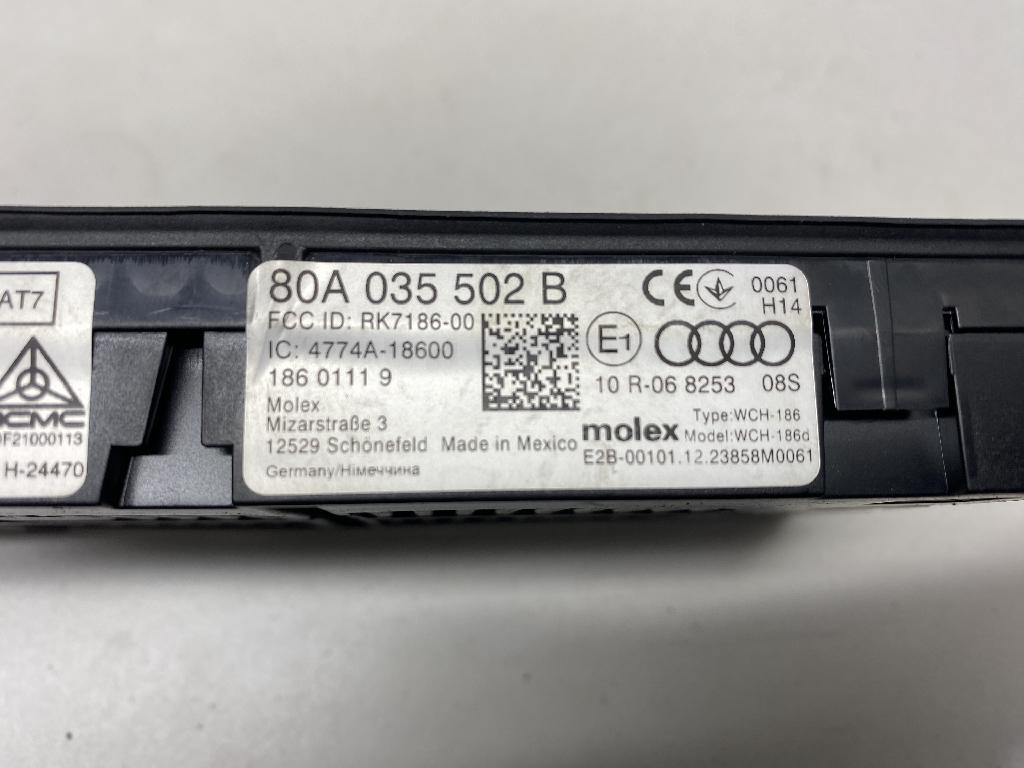 80A 035 502 B
FCC ID: RK7186-00
IC: 4774A-18600
186 0111 9
Molex
Mizarstraße 3
12529 Schönefeld Made in Mexico
Germany/Німеччина
CE 0061
H14
E1
10 R-06 8253 08S
molex Type: WCH-186
Model: WCH-186d
E2B-00101.12.23858M0061
AT7
F21000113
H-24470